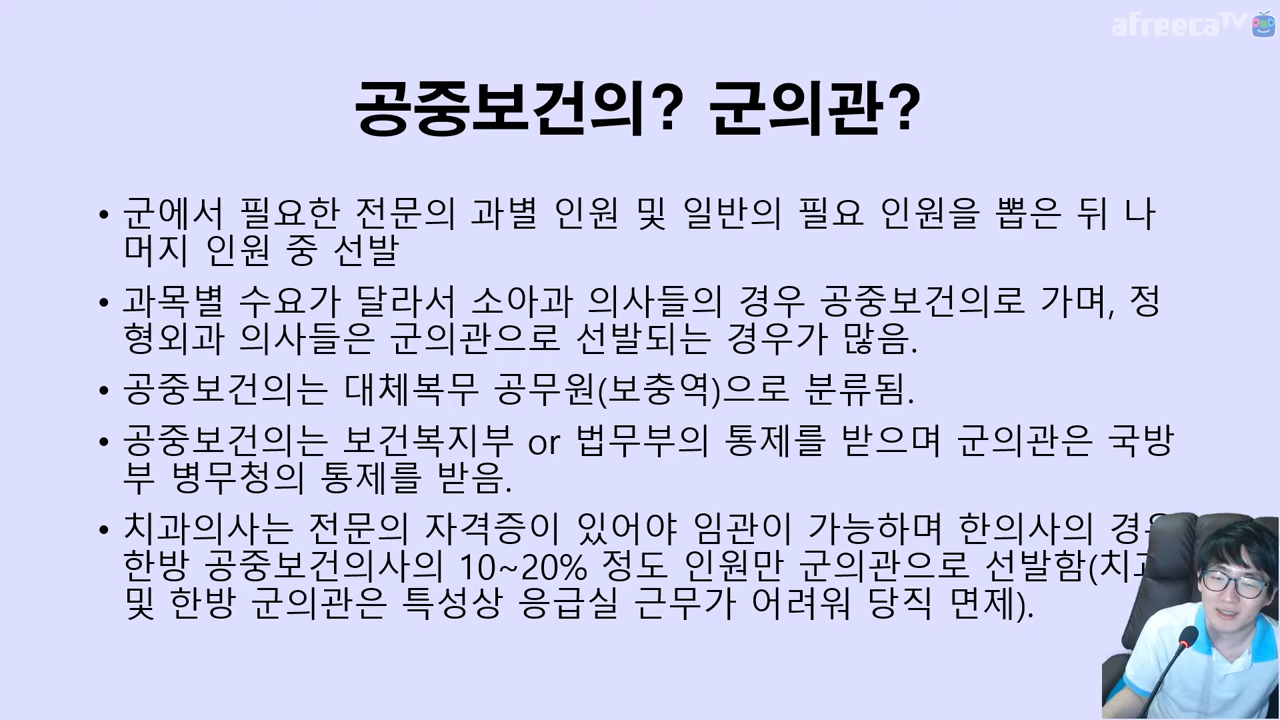 afreecaTV
공중보건의? 군의관?
• 군에서 필요한 전문의 과별 인원 및 일반의 필요 인원을 뽑은 뒤 나
머지 인원 중 선발
• 과목별 수요가 달라서 소아과 의사들의 경우 공중보건의로 가며, 정
형외과 의사들은 군의관으로 선발되는 경우가 많음.
• 공중보건의는 대체복무 공무원(보충역)으로 분류됨.
• 공중보건의는 보건복지부 or 법무부의 통제를 받으며 군의관은 국방
부 병무청의 통제를 받음.
• 치과의사는 전문의 자격증이 있어야 임관이 가능하며 한의사의 경우
한방 공중보건의사의 10~20% 정도 인원만 군의관으로 선발함(치과
및 한방 군의관은 특성상 응급실 근무가 어려워 당직 면제).